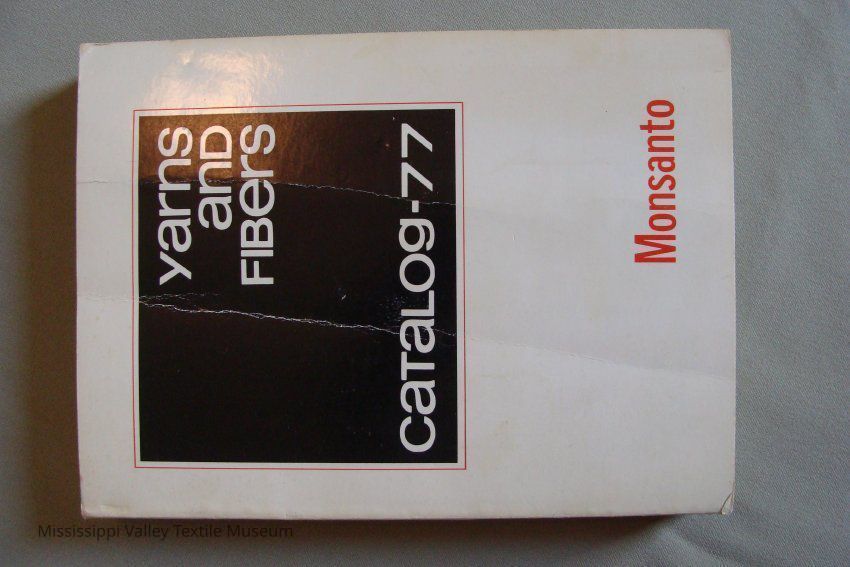 Yarns
and
FIBers
CaTaLOg-77
Monsanto
Mississippi Valley Textile Museum